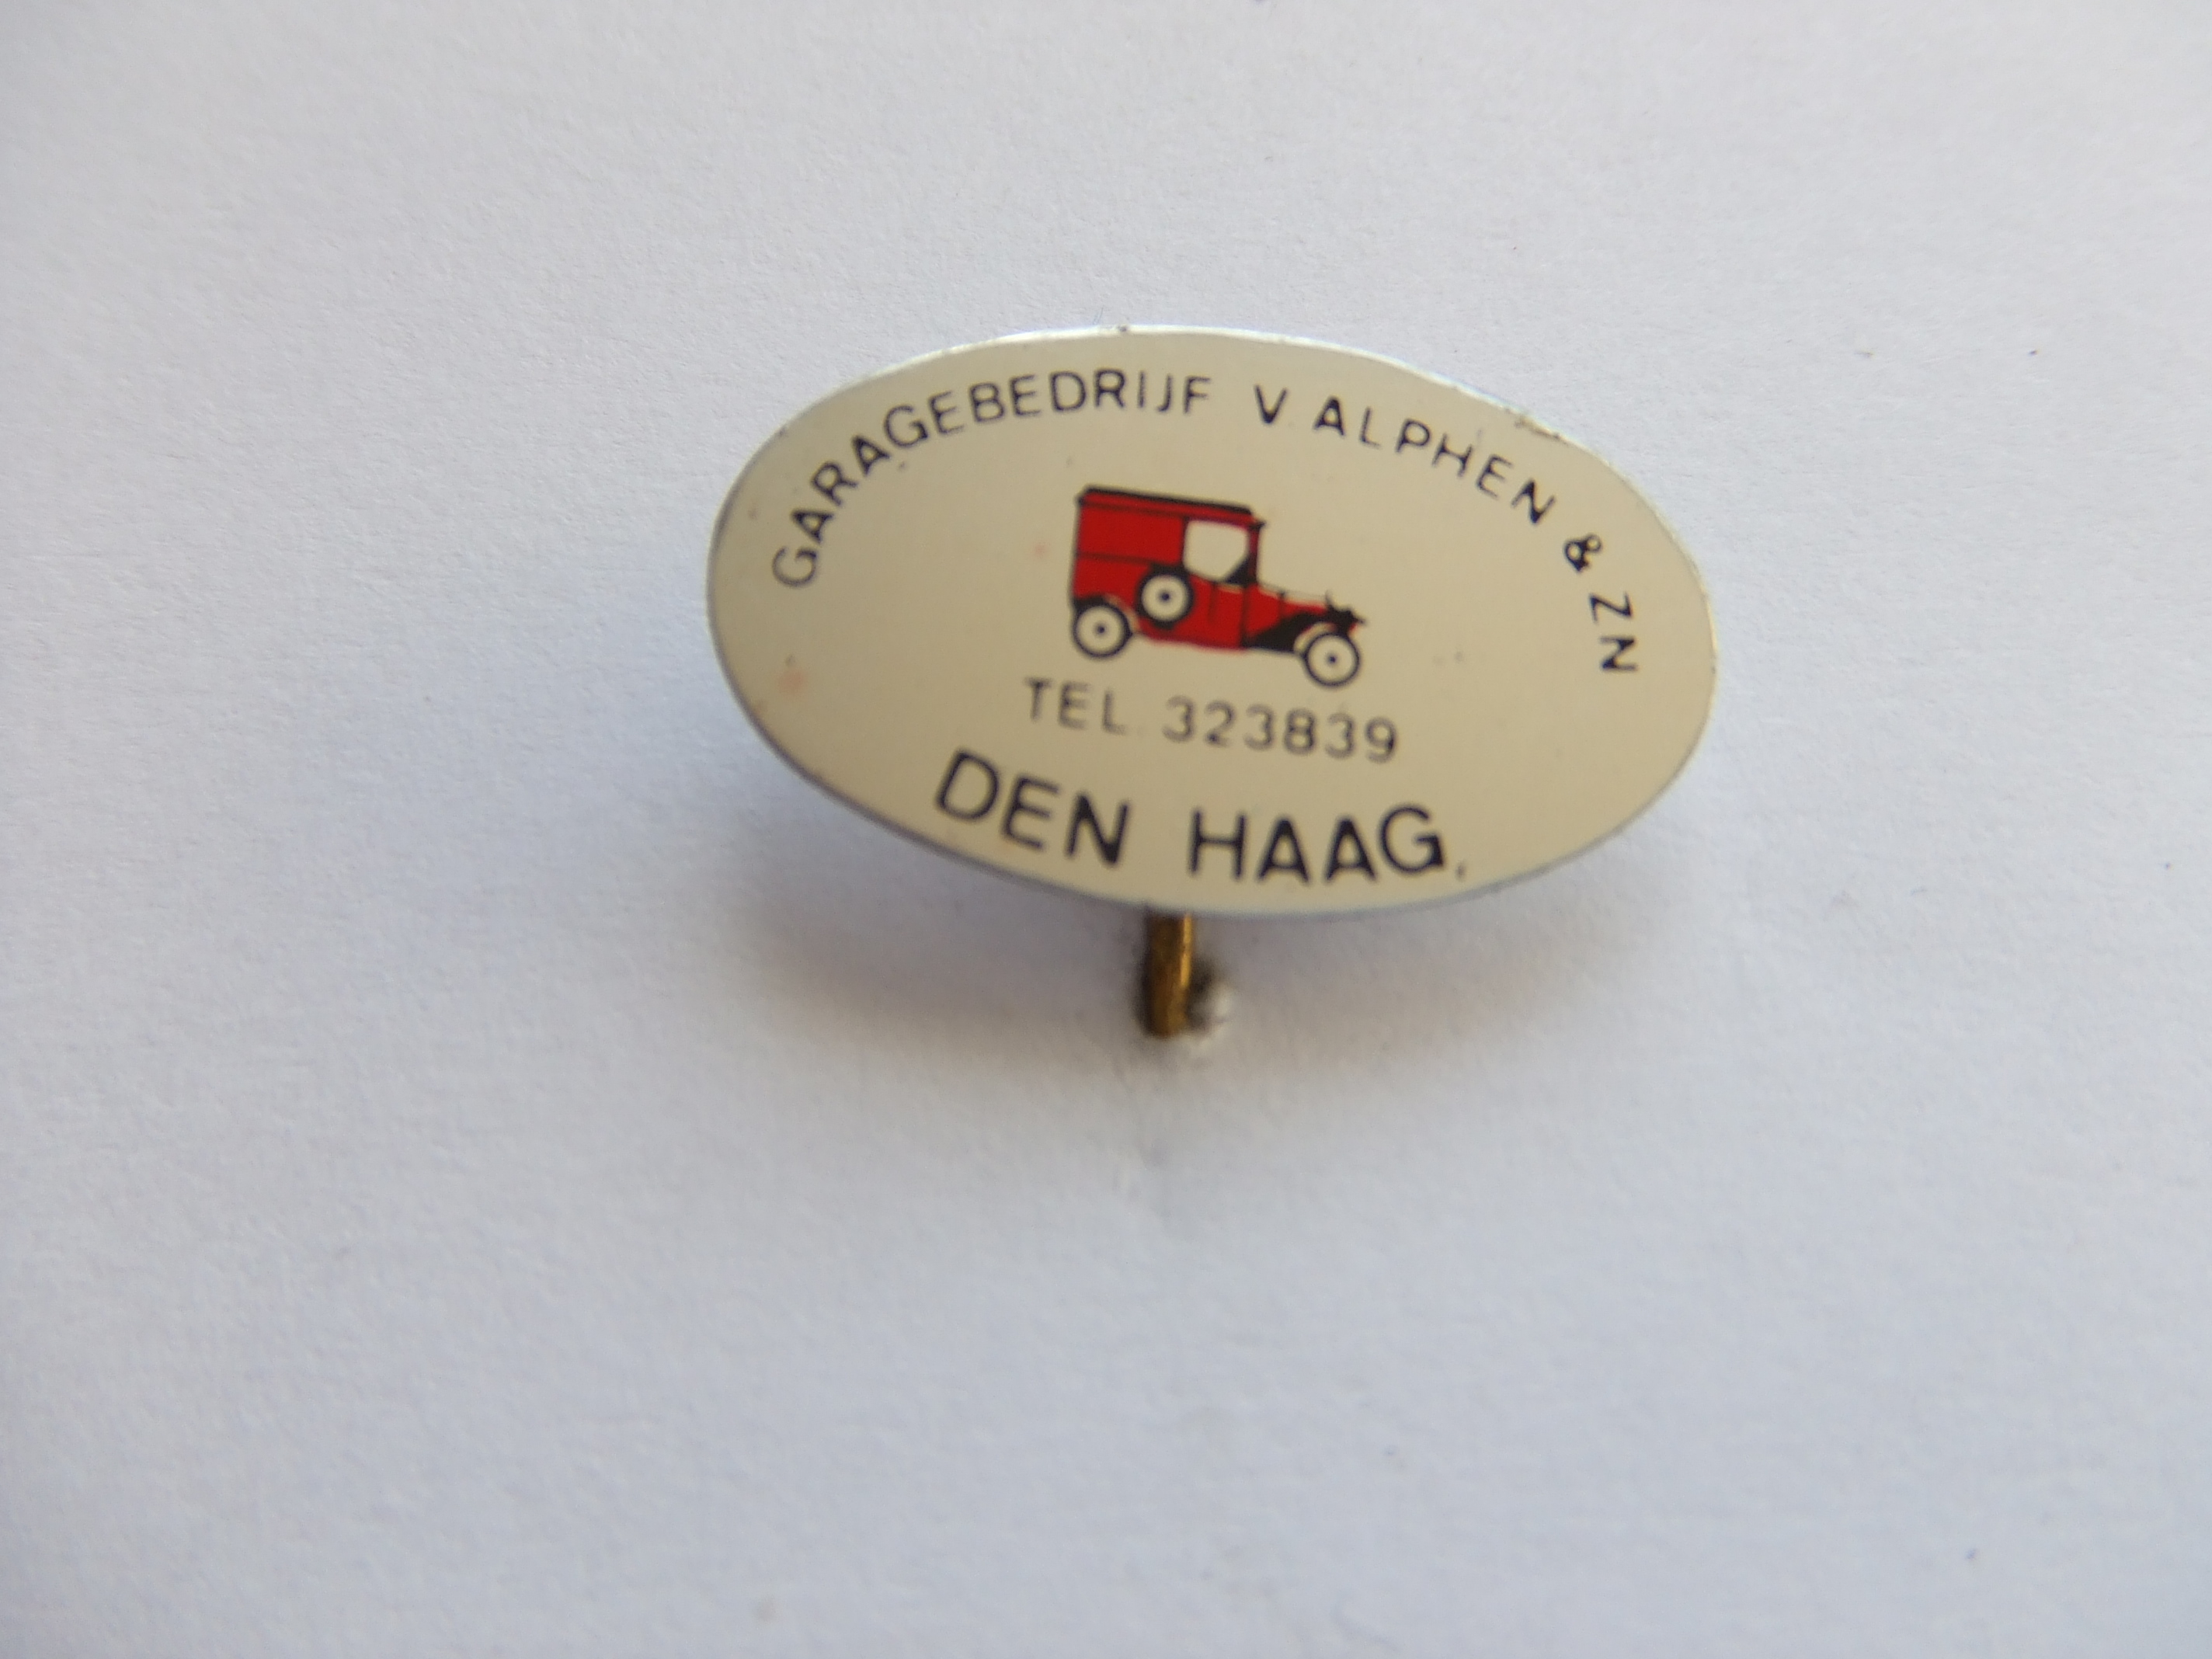 GARAGEBEDRIJF V. ALPHEN & ZN
TEL. 323839
DEN HAAG.